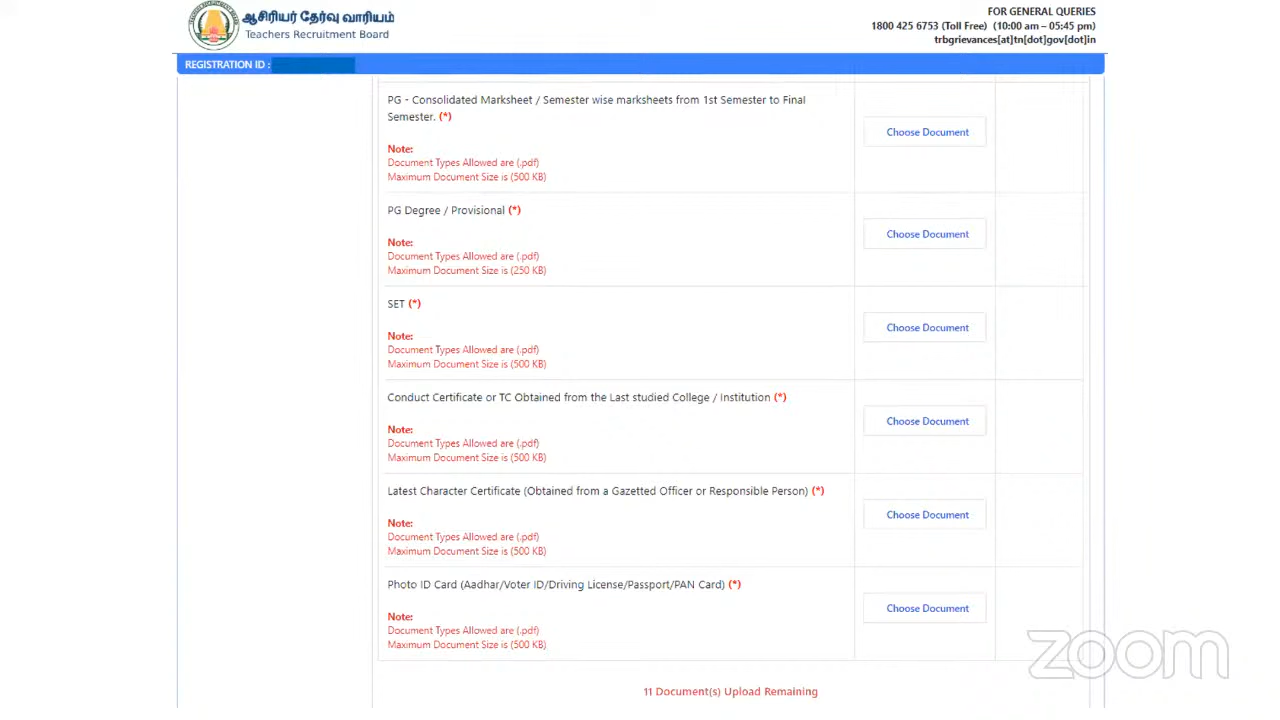 ஆசிரியர் தேர்வு வாரியம்
Teachers Recruitment Board
FOR GENERAL QUERIES
1800 425 6753 (Toll Free) (10:00 am – 05:45 pm)
trbgrievances[at]tn[dot]gov[dot]in
REGISTRATION ID :
PG - Consolidated Marksheet / Semester wise marksheets from 1st Semester to Final
Semester. (*)
Choose Document
Note:
Document Types Allowed are (.pdf)
Maximum Document Size is (500 KB)
PG Degree / Provisional (*)
Choose Document
Note:
Document Types Allowed are (.pdf)
Maximum Document Size is (250 KB)
SET (*)
Choose Document
Note:
Document Types Allowed are (.pdf)
Maximum Document Size is (500 KB)
Conduct Certificate or TC Obtained from the Last studied College / Institution (*)
Choose Document
Note:
Document Types Allowed are (.pdf)
Maximum Document Size is (500 KB)
Latest Character Certificate (Obtained from a Gazetted Officer or Responsible Person) (*)
Choose Document
Note:
Document Types Allowed are (.pdf)
Maximum Document Size is (500 KB)
Photo ID Card (Aadhar/Voter ID/Driving License/Passport/PAN Card) (*)
Choose Document
Note:
Document Types Allowed are (.pdf)
Maximum Document Size is (500 KB)
zoom
11 Document(s) Upload Remaining